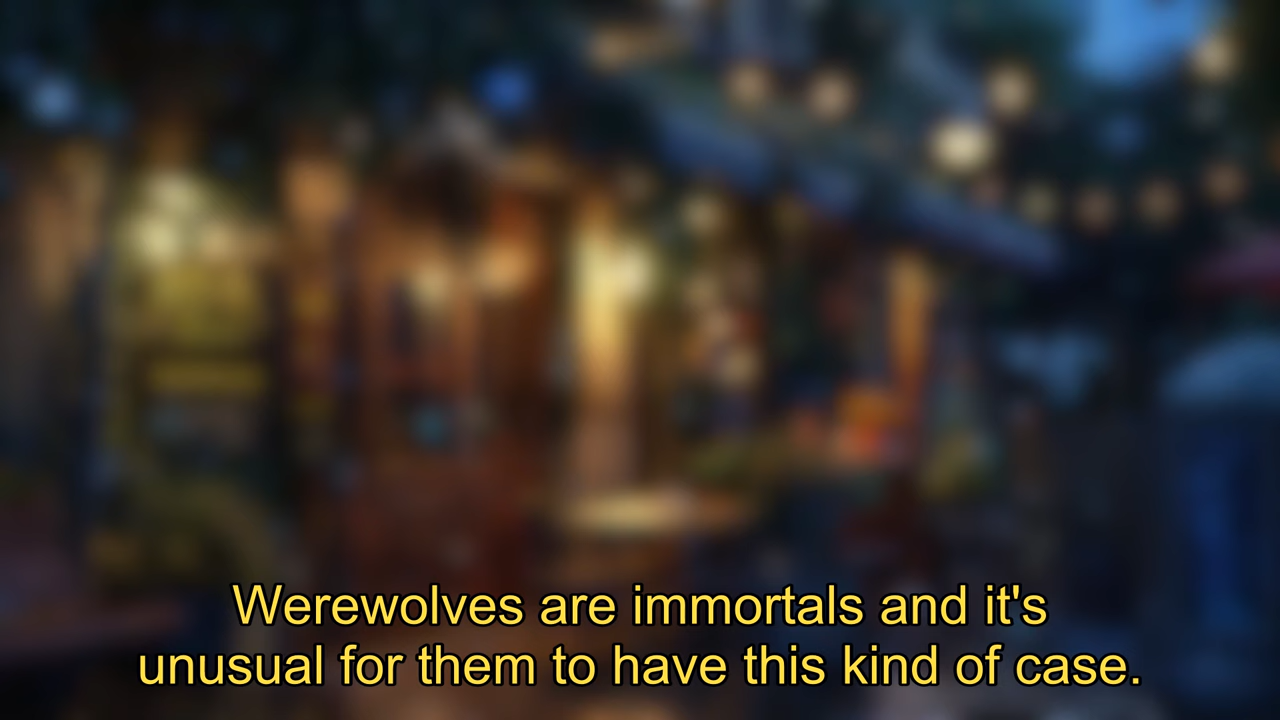 Werewolves are immortals and it's
unusual for them to have this kind of case.